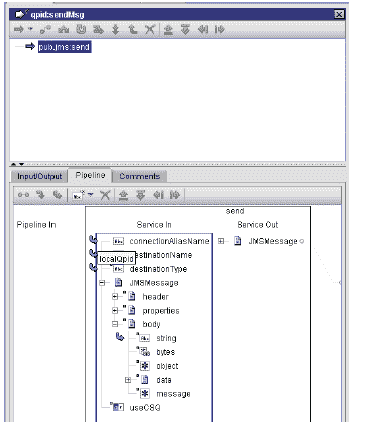 qpid:sendMsg
pub.jms:send
Input/Output Pipeline Comments
send
Pipeline In Service In Service Out
connectionAliasName JMSMessage
destinationName
localQpid
destinationType
JMSMessage
header
properties
body
string
bytes
object
data
message
useCSQ